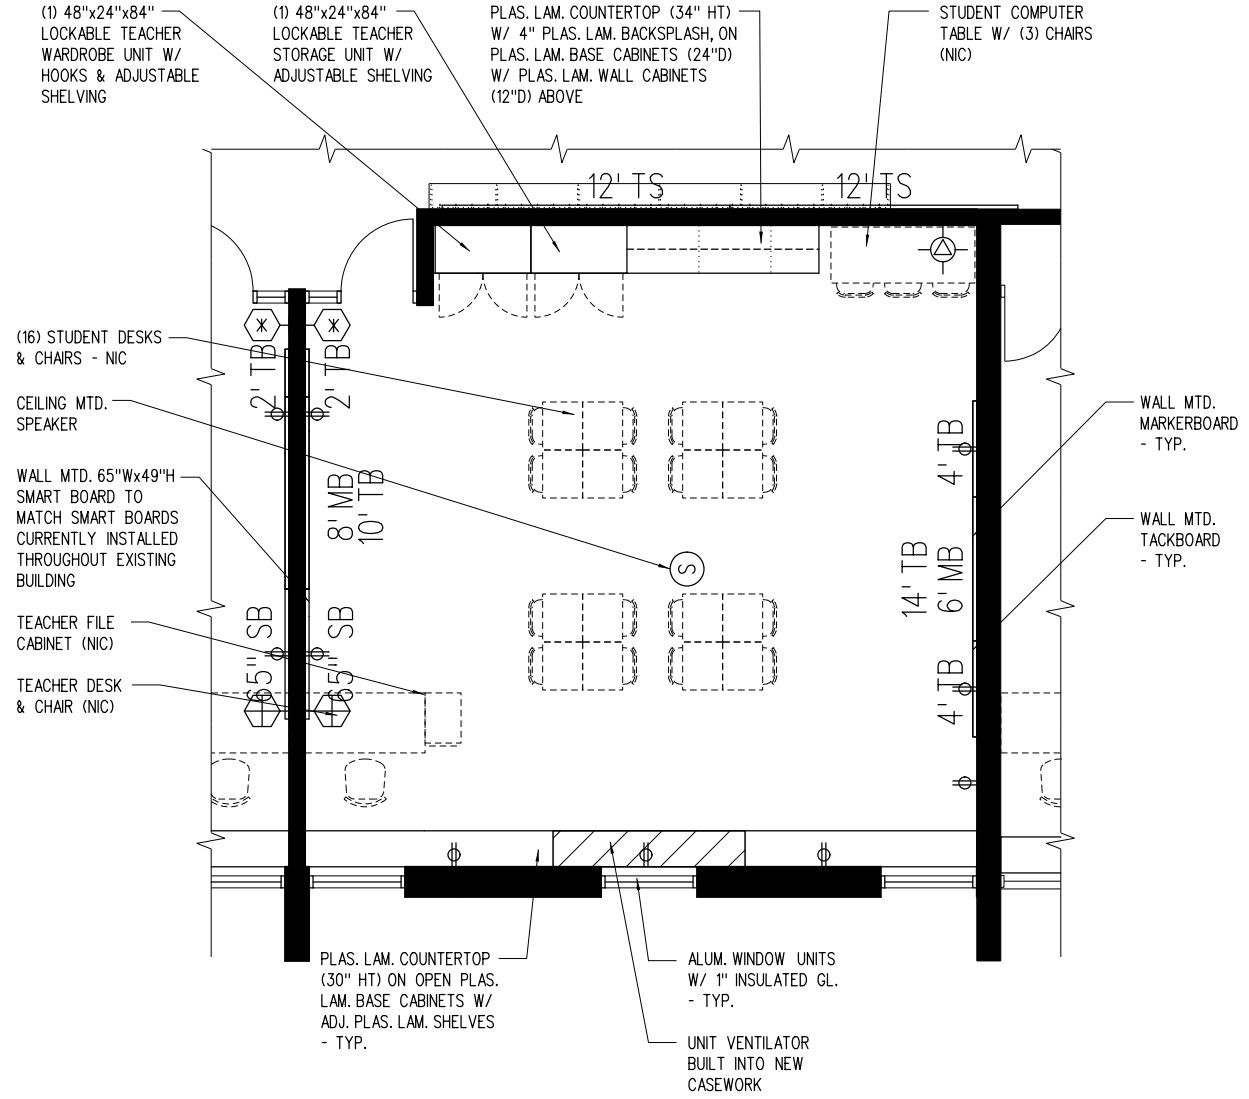 (1) 48"x24"x84"
LOCKABLE TEACHER
WARDROBE UNIT W/
HOOKS & ADJUSTABLE
SHELVING
(1) 48"x24"x84"
LOCKABLE TEACHER
STORAGE UNIT W/
ADJUSTABLE SHELVING
PLAS. LAM. COUNTERTOP (34" HT)
W/ 4" PLAS. LAM. BACKSPLASH, ON
PLAS. LAM. BASE CABINETS (24"D)
W/ PLAS. LAM. WALL CABINETS
(12"D) ABOVE
STUDENT COMPUTER
TABLE W/ (3) CHAIRS
(NIC)
12' TS
12' TS
(16) STUDENT DESKS
& CHAIRS - NIC
CEILING MTD.
SPEAKER
WALL MTD. 65"Wx49"H
SMART BOARD TO
MATCH SMART BOARDS
CURRENTLY INSTALLED
THROUGHOUT EXISTING
BUILDING
TEACHER FILE
CABINET (NIC)
TEACHER DESK
& CHAIR (NIC)
2' TB
2' TB
8' MB
10' TB
65" SB
65" SB
S
4' TB
14' TB
6' MB
4' TB
WALL MTD.
MARKERBOARD
- TYP.
WALL MTD.
TACKBOARD
- TYP.
PLAS. LAM. COUNTERTOP
(30" HT) ON OPEN PLAS.
LAM. BASE CABINETS W/
ADJ. PLAS. LAM. SHELVES
- TYP.
ALUM. WINDOW UNITS
W/ 1" INSULATED GL.
- TYP.
UNIT VENTILATOR
BUILT INTO NEW
CASEWORK